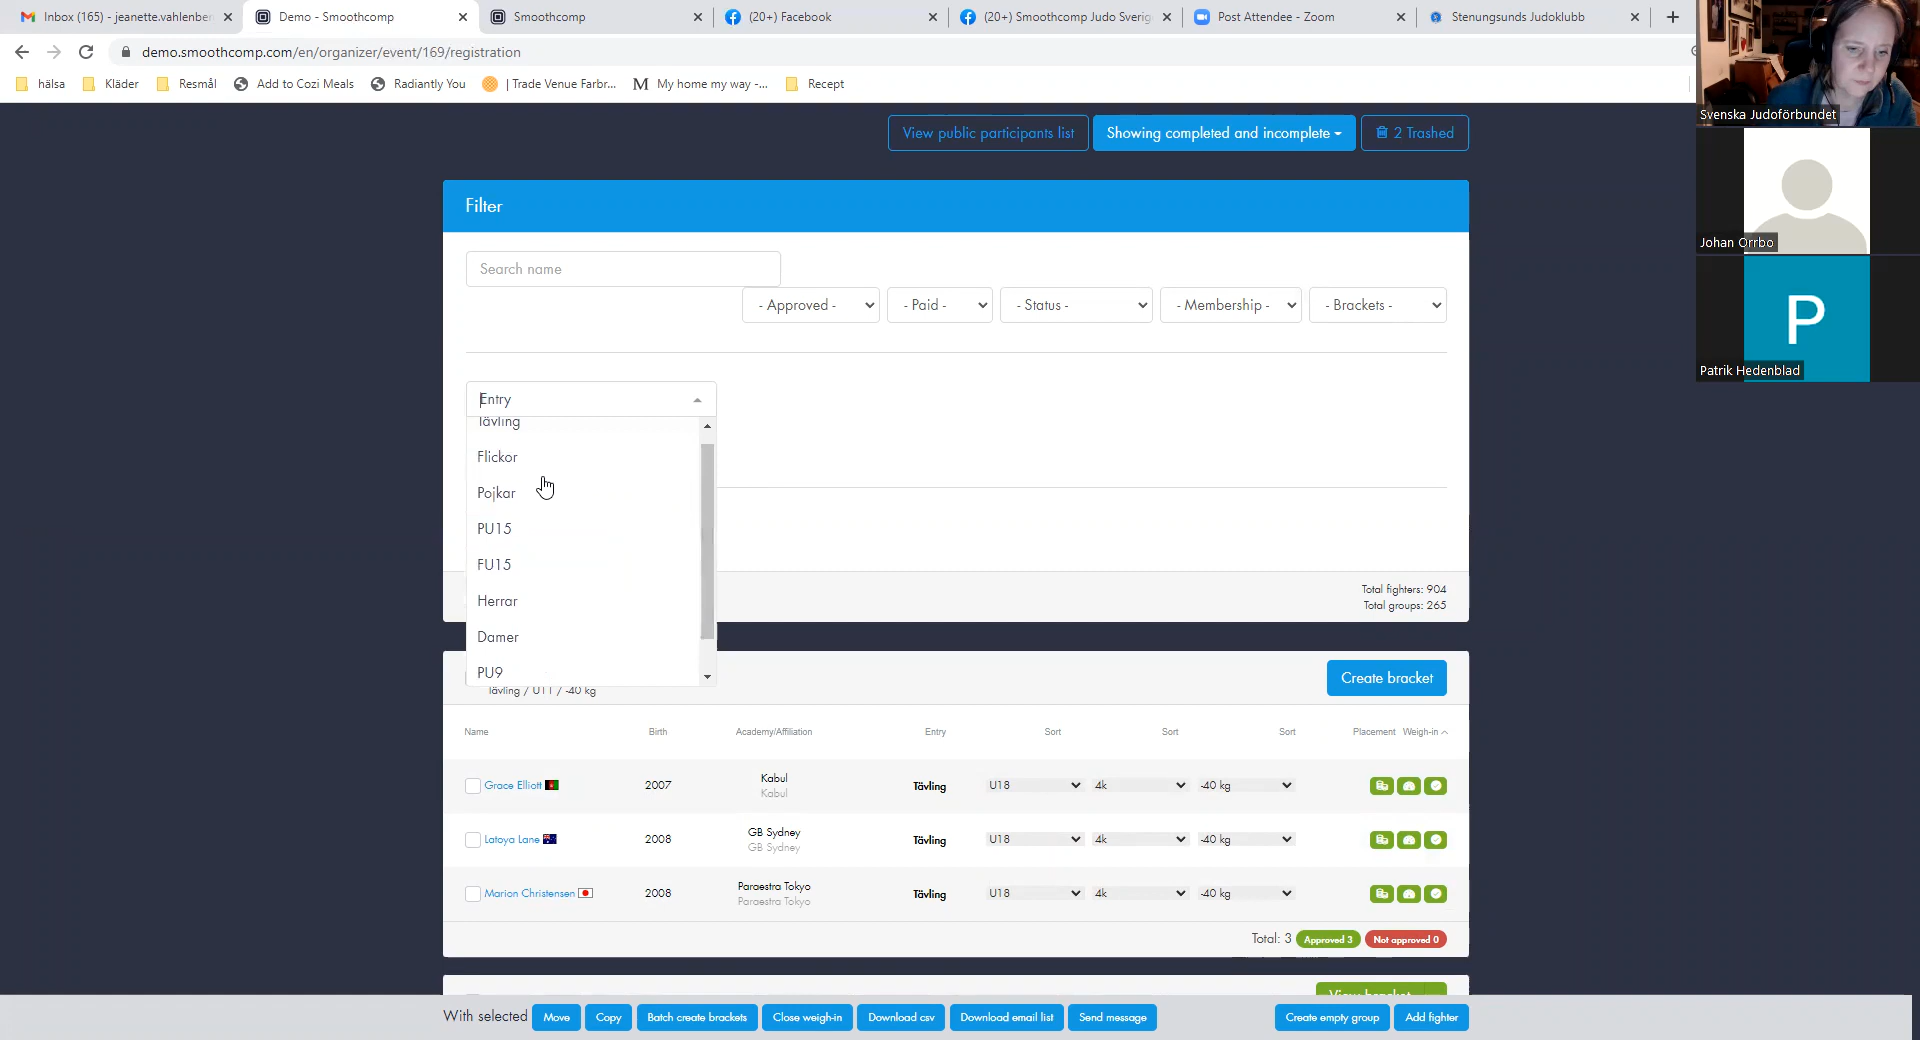 Inbox (165) - jeanette.vahlenber
Demo - Smoothcomp
Smoothcomp
(20+) Facebook
(20+) Smoothcomp Judo Sverig
Post Attendee - Zoom
Stenungsunds Judoklubb
demo.smoothcomp.com/en/organizer/event/169/registration
hälsa
Kläder
Resmål
Add to Cozi Meals
Radiantly You
| Trade Venue Farbr...
My home my way -...
Recept
View public participants list
Showing completed and incomplete
2 Trashed
Filter
Search name
- Approved -
- Paid -
- Status -
- Membership -
- Brackets -
Entry
Tävling
Flickor
Pojkar
PU15
FU15
Herrar
Damer
PU9
Total fighters: 904
Total groups: 265
Tävling / U11 / -40 kg
Create bracket
Name Birth Academy/Affiliation Entry Sort Sort Sort Placement Weigh-in
Grace Elliott 2007 Kabul Tävling U18 4k -40 kg
Kabul
Latoya Lane 2008 GB Sydney Tävling U18 4k -40 kg
GB Sydney
Marion Christensen 2008 Paraestra Tokyo Tävling U18 4k -40 kg
Paraestra Tokyo
Total: 3 Approved 3 Not approved 0
View bracket
With selected Move Copy Batch create brackets Close weigh-in Download csv Download email list Send message Create empty group Add fighter
Svenska Judoförbundet
Johan Orrbo
P
Patrik Hedenblad